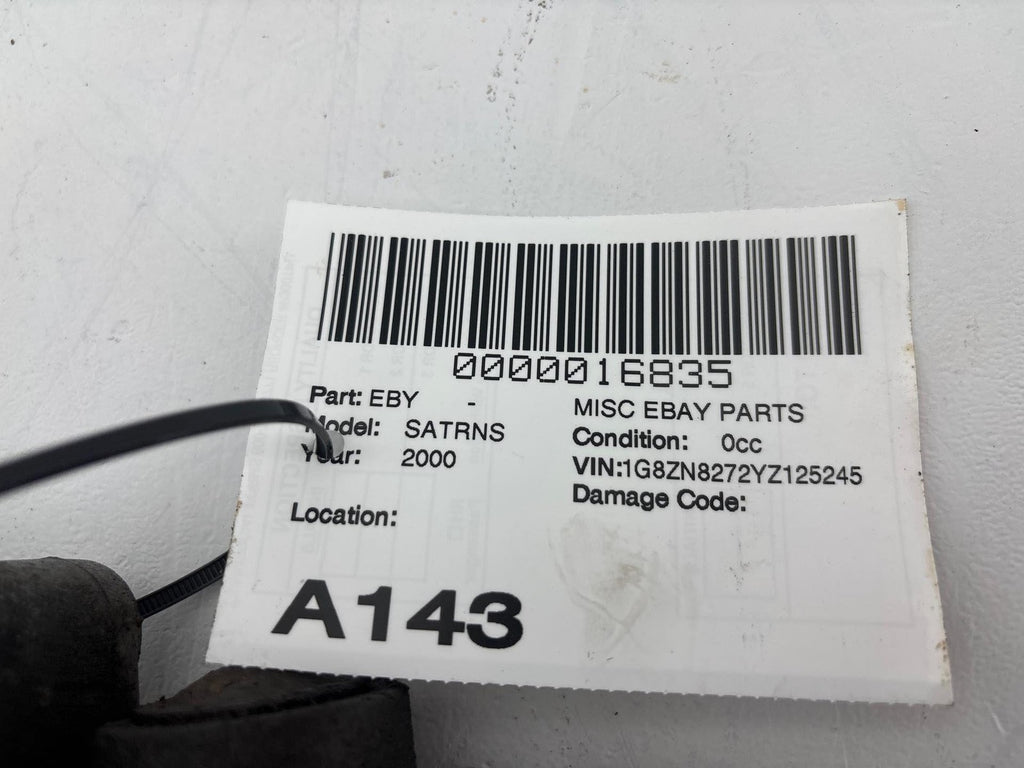 0000016835
Part: EBY - MISC EBAY PARTS
Model: SATRNS Condition: 0cc
Year: 2000 VIN:1G8ZN8272YZ125245
Damage Code:
Location:
A143